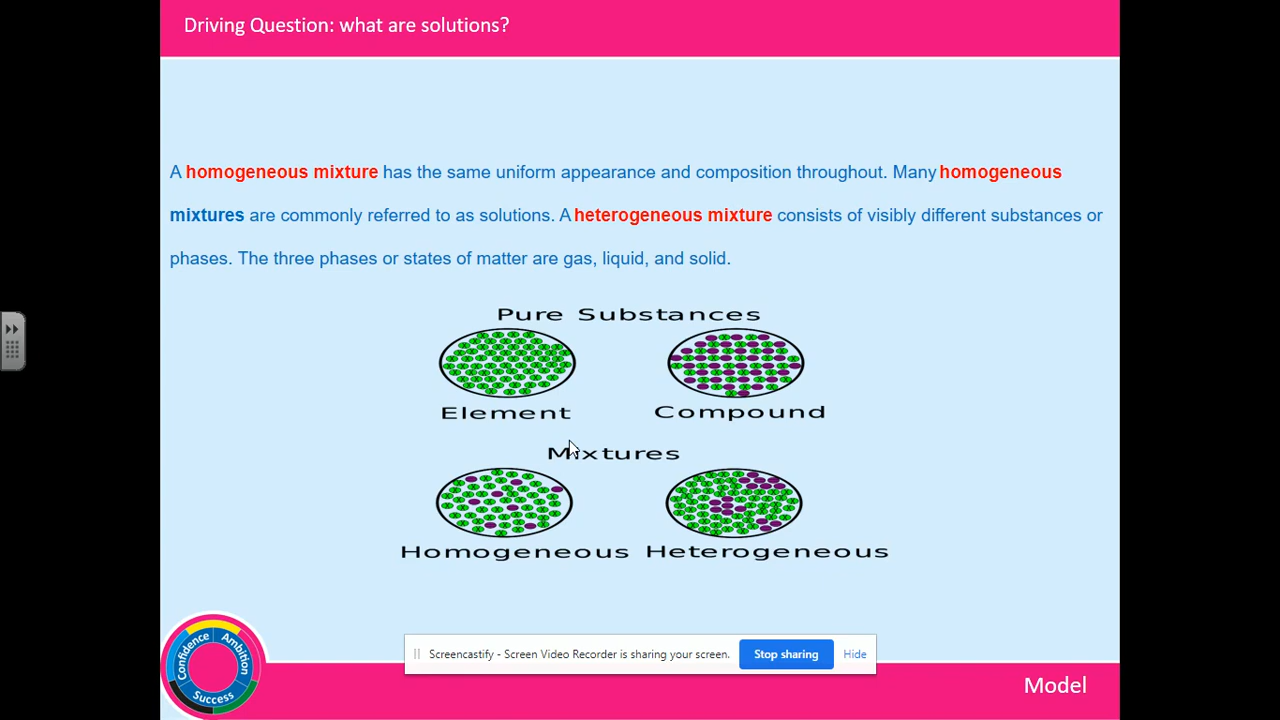 Driving Question: what are solutions?
A homogeneous mixture has the same uniform appearance and composition throughout. Many homogeneous
mixtures are commonly referred to as solutions. A heterogeneous mixture consists of visibly different substances or
phases. The three phases or states of matter are gas, liquid, and solid.
Pure Substances
Element
Compound
Mixtures
Homogeneous
Heterogeneous
Confidence
Ambition
Success
Screencastify - Screen Video Recorder is sharing your screen.
Stop sharing
Hide
Model